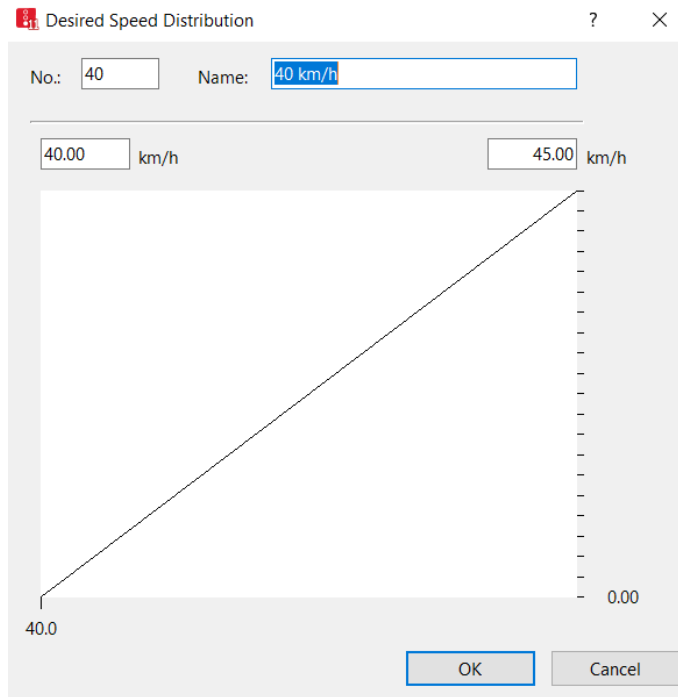 11 Desired Speed Distribution ? ×
No.: 40 Name: 40 km/h
40.00 km/h 45.00 km/h
0.00
40.0
OK Cancel